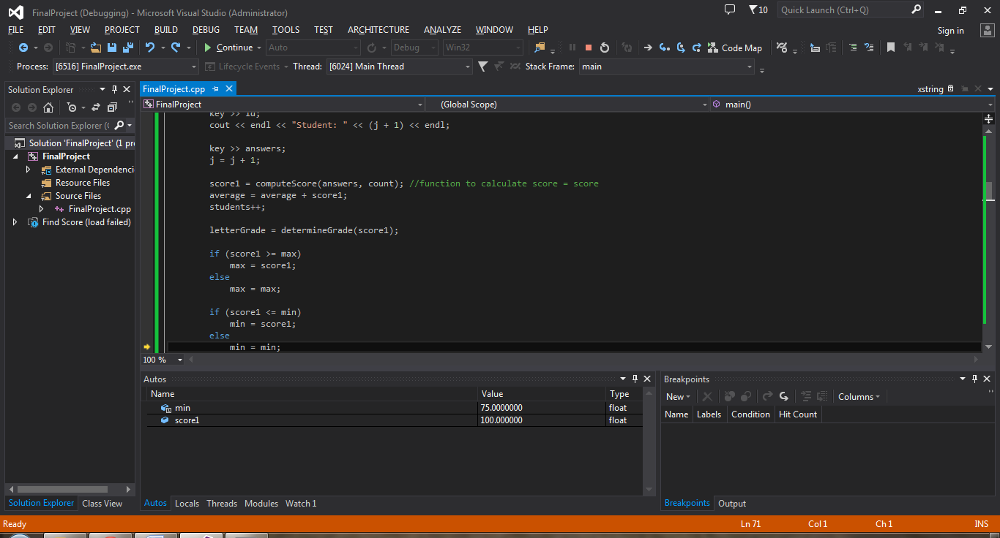 FinalProject (Debugging) - Microsoft Visual Studio (Administrator)
10
Quick Launch (Ctrl+Q)
FILE EDIT VIEW PROJECT BUILD DEBUG TEAM TOOLS TEST ARCHITECTURE ANALYZE WINDOW HELP
Sign in
Continue Auto Debug Win32 Code Map
Process: [6516] FinalProject.exe Lifecycle Events Thread: [6024] Main Thread Stack Frame: main
Solution Explorer
Search Solution Explorer (
Solution 'FinalProject' (1 pr
FinalProject
External Dependenci
Resource Files
Source Files
FinalProject.cpp
Find Score (load failed)
Solution Explorer Class View
FinalProject.cpp
xstring
FinalProject (Global Scope) main()
key >> id;
cout << endl << "Student: " << (j + 1) << endl;
key >> answers;
j = j + 1;
score1 = computeScore(answers, count); //function to calculate score = score
average = average + score1;
students++;
letterGrade = determineGrade(score1);
if (score1 >= max)
max = score1;
else
max = max;
if (score1 <= min)
min = score1;
else
min = min;
100 %
Autos
Name Value Type
min 75.0000000 float
score1 100.000000 float
Autos Locals Threads Modules Watch 1
Breakpoints
New Columns
Name Labels Condition Hit Count
Breakpoints Output
Ready
Ln 71 Col 1 Ch 1 INS